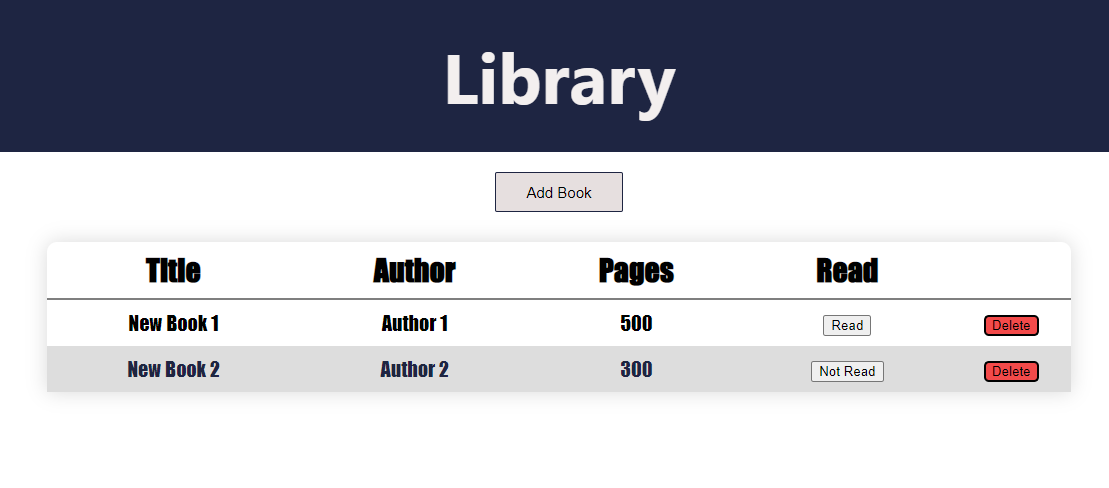 Library
Add Book
Title Author Pages Read
New Book 1 Author 1 500 Read Delete
New Book 2 Author 2 300 Not Read Delete